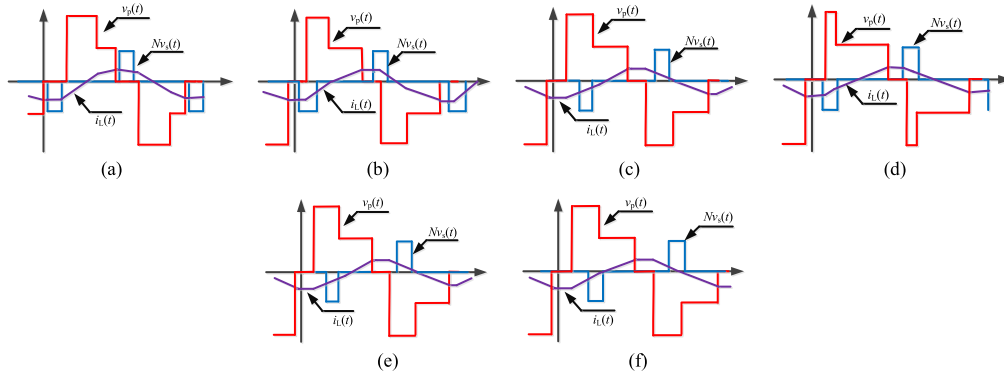 vp(t)
Nvs(t)
iL(t)
(a)
vp(t)
Nvs(t)
iL(t)
(b)
vp(t)
Nvs(t)
iL(t)
(c)
vp(t)
Nvs(t)
iL(t)
(d)
vp(t)
Nvs(t)
iL(t)
(e)
vp(t)
Nvs(t)
iL(t)
(f)